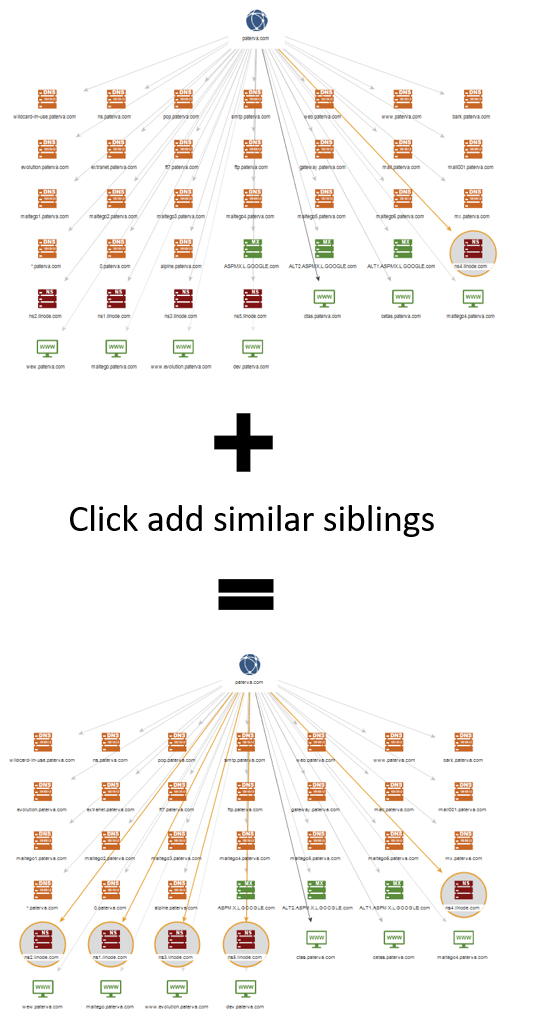 paterva.com
DNS DNS DNS DNS DNS DNS DNS
wildcard-in-use.paterva.com ns.paterva.com pop.paterva.com smtp.paterva.com web.paterva.com www.paterva.com bark.paterva.com
DNS DNS DNS DNS DNS DNS DNS
evolution.paterva.com extranet.paterva.com ff7.paterva.com ftp.paterva.com gateway.paterva.com mail.paterva.com mail001.paterva.com
DNS DNS DNS DNS DNS DNS DNS
maltego1.paterva.com maltego2.paterva.com maltego3.paterva.com maltego4.paterva.com maltego5.paterva.com maltego6.paterva.com mx.paterva.com
DNS DNS DNS MX MX MX NS
*.paterva.com 0.paterva.com alpine.paterva.com ASPMX.L.GOOGLE.com ALT2.ASPMX.L.GOOGLE.com ALT1.ASPMX.L.GOOGLE.com ns4.linode.com
NS NS NS NS WWW WWW WWW
ns2.linode.com ns1.linode.com ns3.linode.com ns5.linode.com ctas.paterva.com cetas.paterva.com maltego4.paterva.com
WWW WWW WWW WWW
wew.paterva.com maltego.paterva.com www.evolution.paterva.com dev.paterva.com
+
Click add similar siblings
=
paterva.com
DNS DNS DNS DNS DNS DNS DNS
wildcard-in-use.paterva.com ns.paterva.com pop.paterva.com smtp.paterva.com web.paterva.com www.paterva.com bark.paterva.com
DNS DNS DNS DNS DNS DNS DNS
evolution.paterva.com extranet.paterva.com ff7.paterva.com ftp.paterva.com gateway.paterva.com mail.paterva.com mail001.paterva.com
DNS DNS DNS DNS DNS DNS DNS
maltego1.paterva.com maltego2.paterva.com maltego3.paterva.com maltego4.paterva.com maltego5.paterva.com maltego6.paterva.com mx.paterva.com
DNS DNS DNS MX MX MX NS
*.paterva.com 0.paterva.com alpine.paterva.com ASPMX.L.GOOGLE.com ALT2.ASPMX.L.GOOGLE.com ALT1.ASPMX.L.GOOGLE.com ns4.linode.com
NS NS NS NS WWW WWW WWW
ns2.linode.com ns1.linode.com ns3.linode.com ns5.linode.com ctas.paterva.com cetas.paterva.com maltego4.paterva.com
WWW WWW WWW WWW
wew.paterva.com maltego.paterva.com www.evolution.paterva.com dev.paterva.com